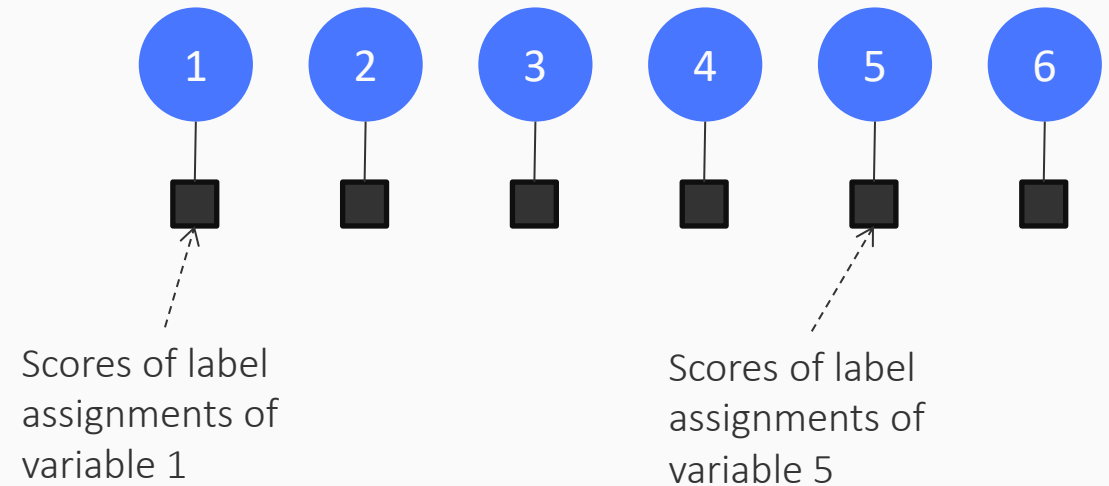 1 2 3 4 5 6
Scores of label
assignments of
variable 1
Scores of label
assignments of
variable 5